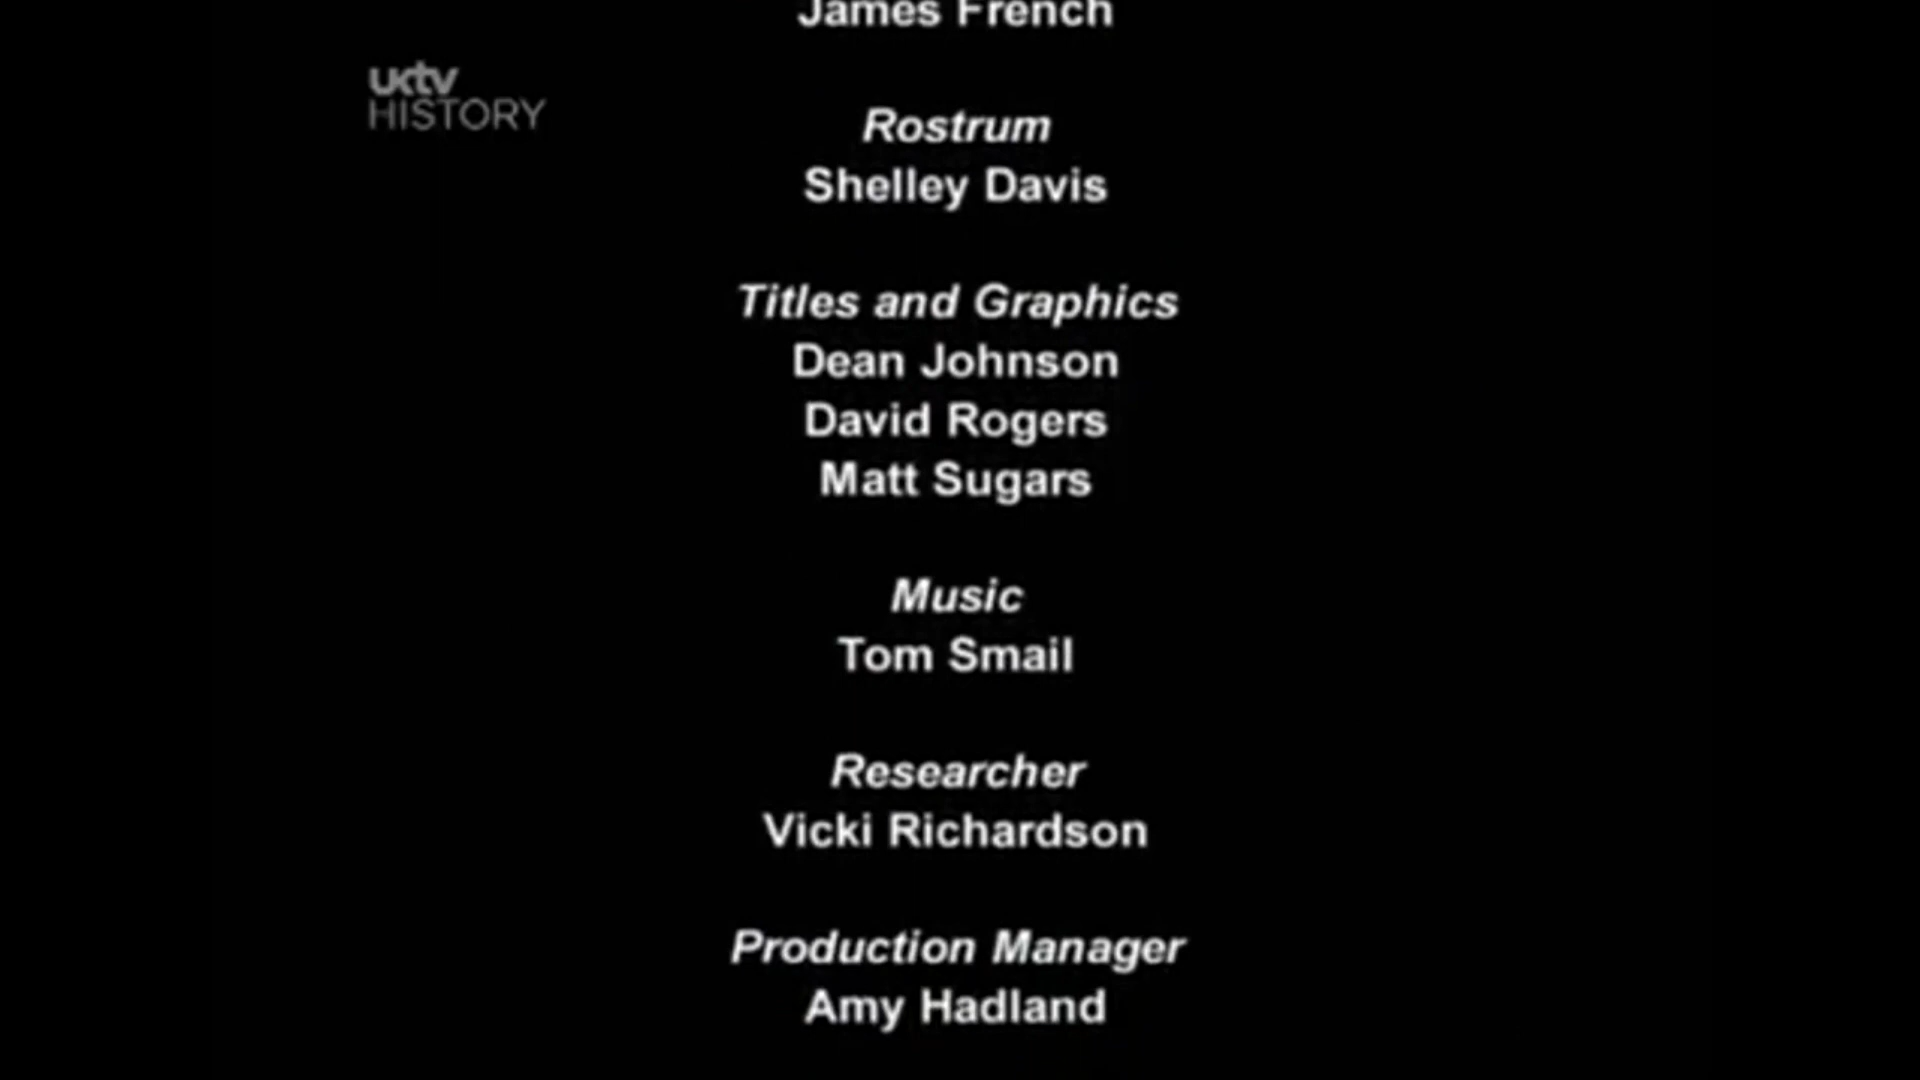 James French
uktv
HISTORY
Rostrum
Shelley Davis
Titles and Graphics
Dean Johnson
David Rogers
Matt Sugars
Music
Tom Smail
Researcher
Vicki Richardson
Production Manager
Amy Hadland